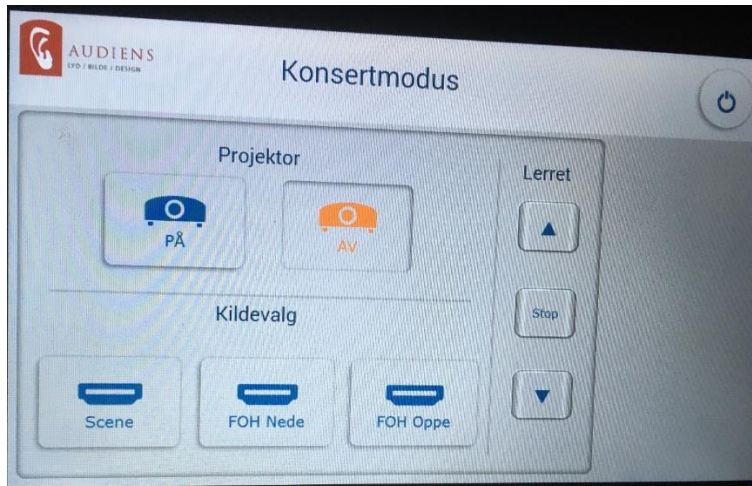 AUDIENS
LYD / BILDE / DESIGN
Konsertmodus
Projektor
Lerret
PÅ
AV
Kildevalg
Stop
Scene
FOH Nede
FOH Oppe